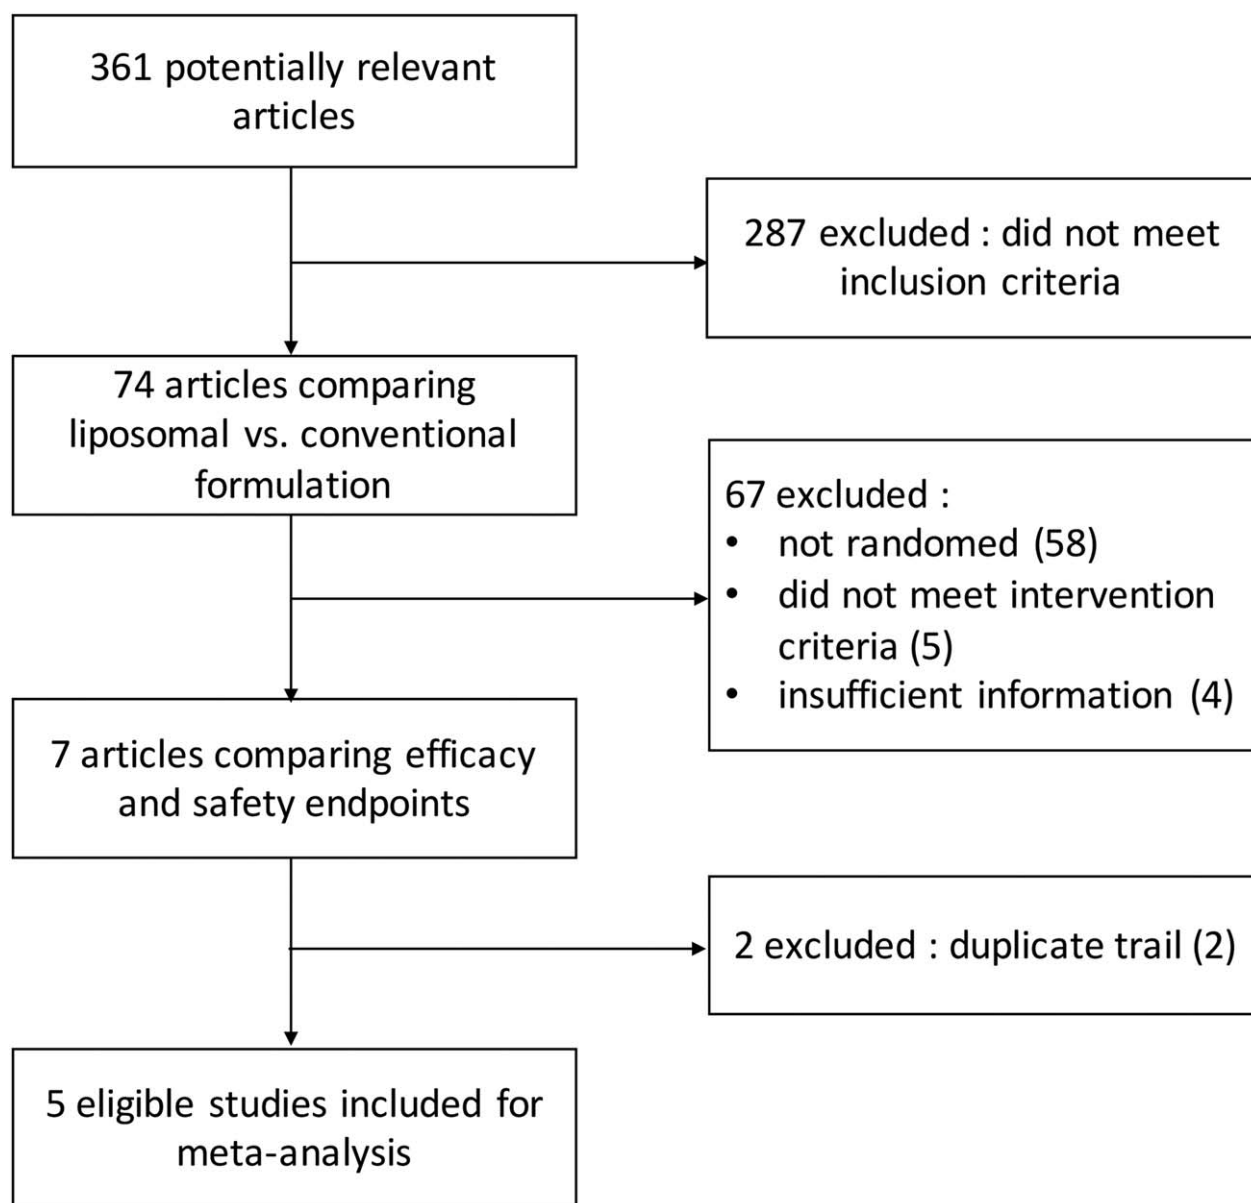 361 potentially relevant
articles
287 excluded : did not meet
inclusion criteria
74 articles comparing
liposomal vs. conventional
formulation
67 excluded :
• not randomed (58)
• did not meet intervention
criteria (5)
• insufficient information (4)
7 articles comparing efficacy
and safety endpoints
2 excluded : duplicate trail (2)
5 eligible studies included for
meta-analysis